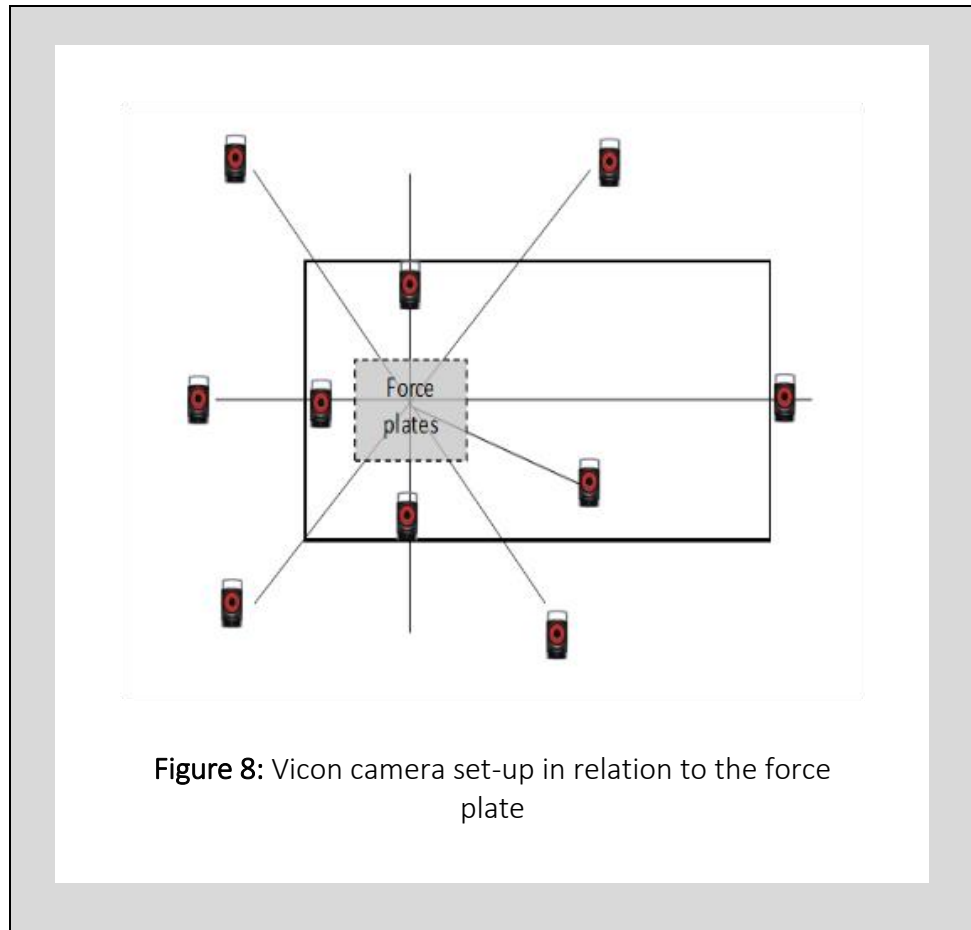 Force
plates
Figure 8: Vicon camera set-up in relation to the force
plate